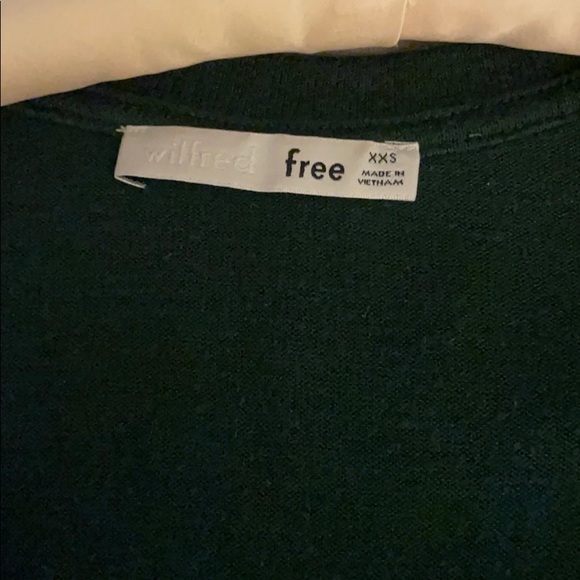 wilfred free
XXS
MADE IN
VIETNAM